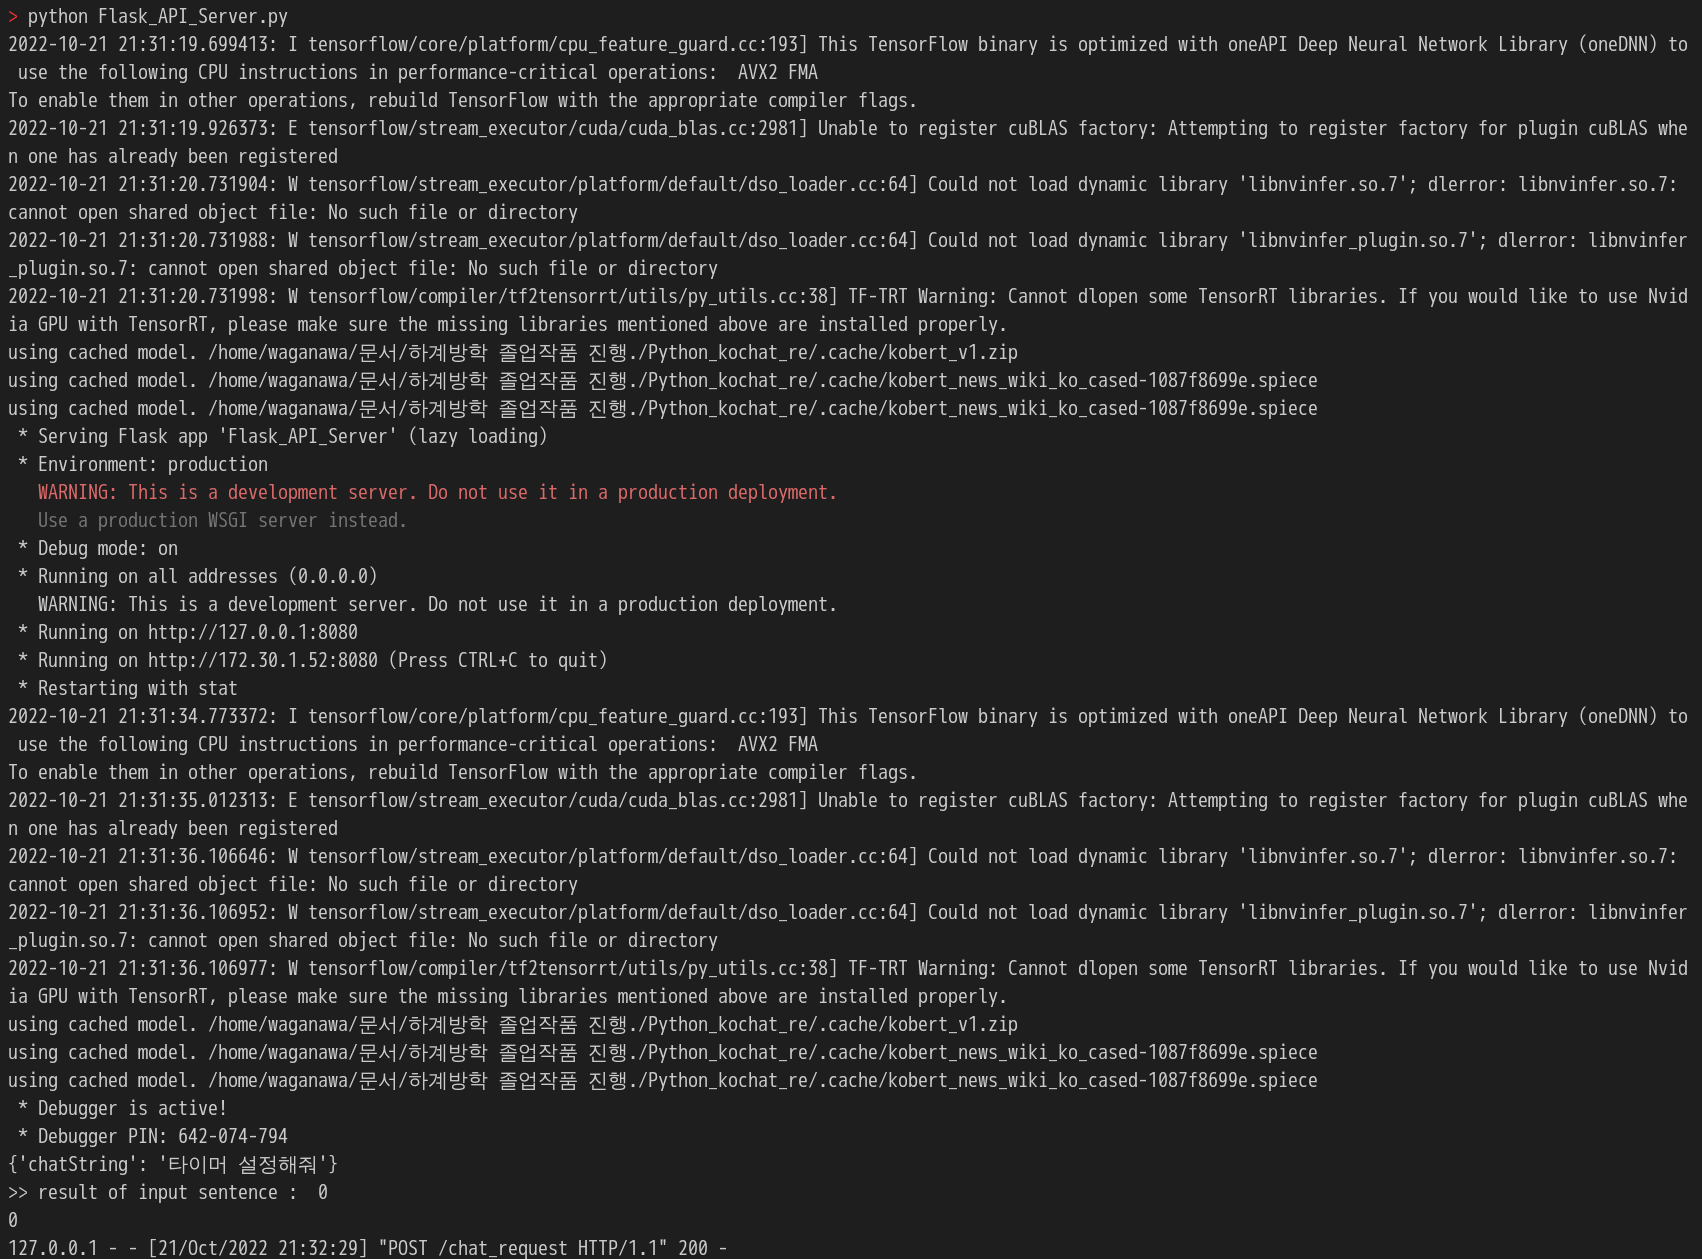 > python Flask_API_Server.py
2022-10-21 21:31:19.699413: I tensorflow/core/platform/cpu_feature_guard.cc:193] This TensorFlow binary is optimized with oneAPI Deep Neural Network Library (oneDNN) to
 use the following CPU instructions in performance-critical operations:  AVX2 FMA
To enable them in other operations, rebuild TensorFlow with the appropriate compiler flags.
2022-10-21 21:31:19.926373: E tensorflow/stream_executor/cuda/cuda_blas.cc:2981] Unable to register cuBLAS factory: Attempting to register factory for plugin cuBLAS whe
n one has already been registered
2022-10-21 21:31:20.731904: W tensorflow/stream_executor/platform/default/dso_loader.cc:64] Could not load dynamic library 'libnvinfer.so.7'; dlerror: libnvinfer.so.7:
cannot open shared object file: No such file or directory
2022-10-21 21:31:20.731988: W tensorflow/stream_executor/platform/default/dso_loader.cc:64] Could not load dynamic library 'libnvinfer_plugin.so.7'; dlerror: libnvinfer
_plugin.so.7: cannot open shared object file: No such file or directory
2022-10-21 21:31:20.731998: W tensorflow/compiler/tf2tensorrt/utils/py_utils.cc:38] TF-TRT Warning: Cannot dlopen some TensorRT libraries. If you would like to use Nvid
ia GPU with TensorRT, please make sure the missing libraries mentioned above are installed properly.
using cached model. /home/waganawa/문서/하계방학 졸업작품 진행./Python_kochat_re/.cache/kobert_v1.zip
using cached model. /home/waganawa/문서/하계방학 졸업작품 진행./Python_kochat_re/.cache/kobert_news_wiki_ko_cased-1087f8699e.spiece
using cached model. /home/waganawa/문서/하계방학 졸업작품 진행./Python_kochat_re/.cache/kobert_news_wiki_ko_cased-1087f8699e.spiece
 * Serving Flask app 'Flask_API_Server' (lazy loading)
 * Environment: production
   WARNING: This is a development server. Do not use it in a production deployment.
   Use a production WSGI server instead.
 * Debug mode: on
 * Running on all addresses (0.0.0.0)
   WARNING: This is a development server. Do not use it in a production deployment.
 * Running on http://127.0.0.1:8080
 * Running on http://172.30.1.52:8080 (Press CTRL+C to quit)
 * Restarting with stat
2022-10-21 21:31:34.773372: I tensorflow/core/platform/cpu_feature_guard.cc:193] This TensorFlow binary is optimized with oneAPI Deep Neural Network Library (oneDNN) to
 use the following CPU instructions in performance-critical operations:  AVX2 FMA
To enable them in other operations, rebuild TensorFlow with the appropriate compiler flags.
2022-10-21 21:31:35.012313: E tensorflow/stream_executor/cuda/cuda_blas.cc:2981] Unable to register cuBLAS factory: Attempting to register factory for plugin cuBLAS whe
n one has already been registered
2022-10-21 21:31:36.106646: W tensorflow/stream_executor/platform/default/dso_loader.cc:64] Could not load dynamic library 'libnvinfer.so.7'; dlerror: libnvinfer.so.7:
cannot open shared object file: No such file or directory
2022-10-21 21:31:36.106952: W tensorflow/stream_executor/platform/default/dso_loader.cc:64] Could not load dynamic library 'libnvinfer_plugin.so.7'; dlerror: libnvinfer
_plugin.so.7: cannot open shared object file: No such file or directory
2022-10-21 21:31:36.106977: W tensorflow/compiler/tf2tensorrt/utils/py_utils.cc:38] TF-TRT Warning: Cannot dlopen some TensorRT libraries. If you would like to use Nvid
ia GPU with TensorRT, please make sure the missing libraries mentioned above are installed properly.
using cached model. /home/waganawa/문서/하계방학 졸업작품 진행./Python_kochat_re/.cache/kobert_v1.zip
using cached model. /home/waganawa/문서/하계방학 졸업작품 진행./Python_kochat_re/.cache/kobert_news_wiki_ko_cased-1087f8699e.spiece
using cached model. /home/waganawa/문서/하계방학 졸업작품 진행./Python_kochat_re/.cache/kobert_news_wiki_ko_cased-1087f8699e.spiece
 * Debugger is active!
 * Debugger PIN: 642-074-794
{'chatString': '타이머 설정해줘'}
>> result of input sentence :  0
0
127.0.0.1 - - [21/Oct/2022 21:32:29] "POST /chat_request HTTP/1.1" 200 -